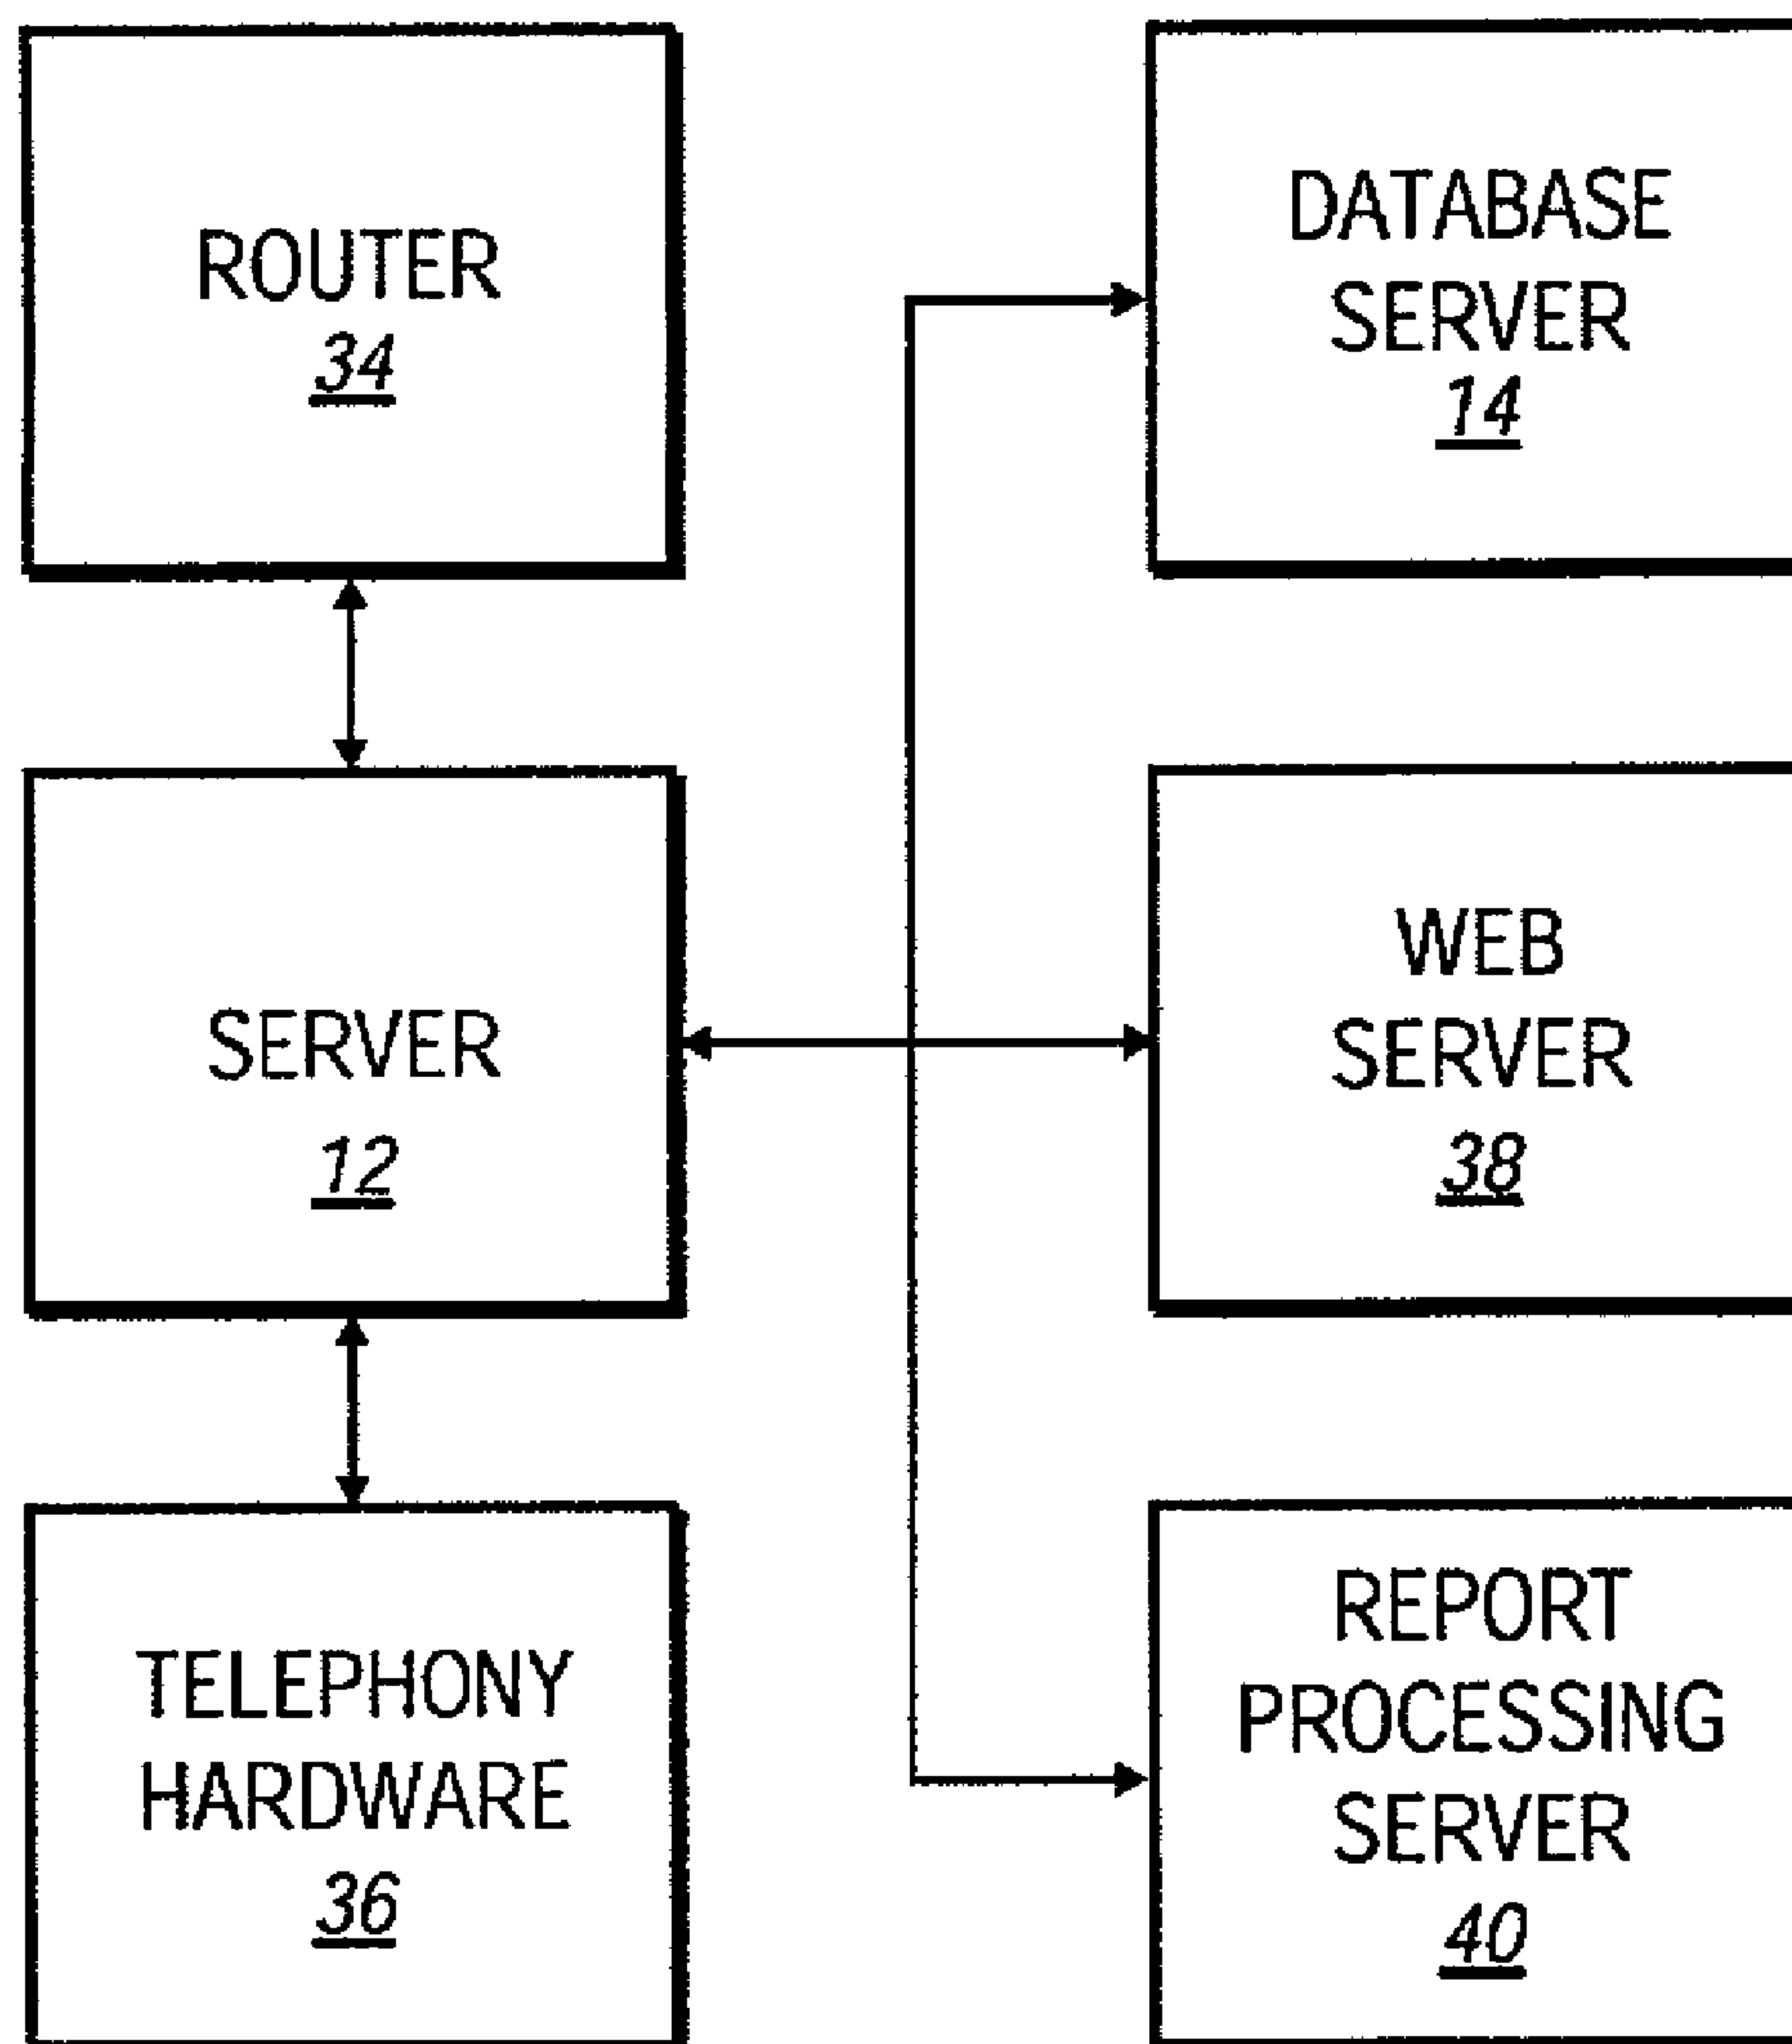 ROUTER
34
DATABASE
SERVER
14
SERVER
12
WEB
SERVER
38
TELEPHONY
HARDWARE
36
REPORT
PROCESSING
SERVER
40